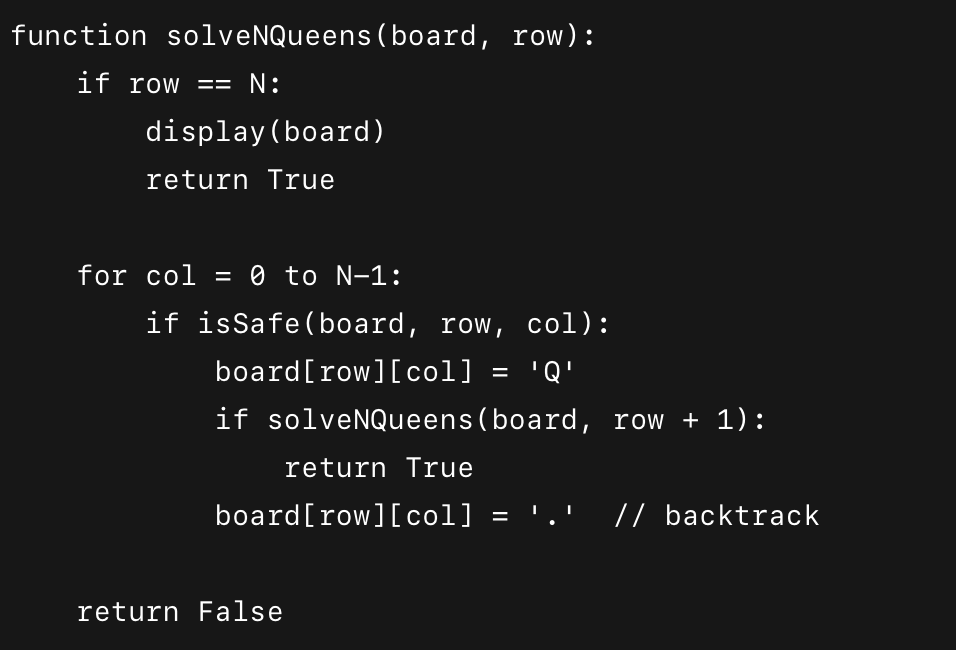 function solveNQueens(board, row):
    if row == N:
        display(board)
        return True

    for col = 0 to N-1:
        if isSafe(board, row, col):
            board[row][col] = 'Q'
            if solveNQueens(board, row + 1):
                return True
            board[row][col] = '.'  // backtrack

    return False